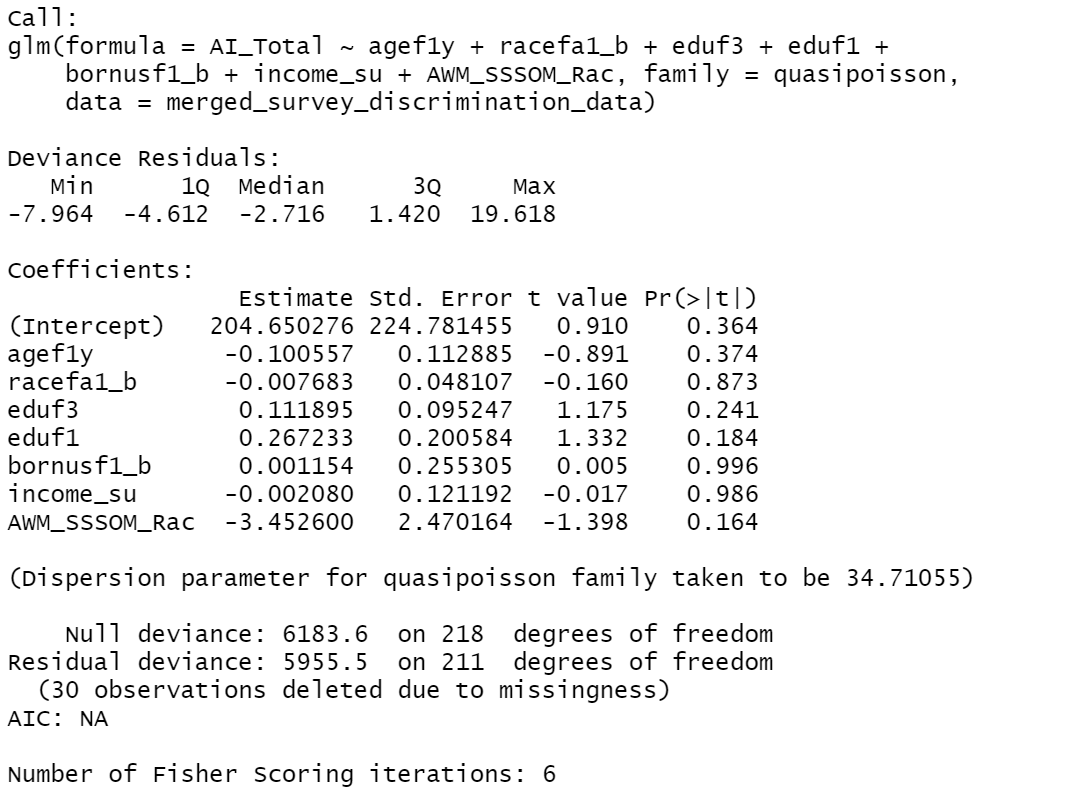 Call:
glm(formula = AI_Total ~ agef1y + racefa1_b + eduf3 + eduf1 +
    bornusf1_b + income_su + AWM_SSSOM_Rac, family = quasipoisson,
    data = merged_survey_discrimination_data)

Deviance Residuals:
   Min      1Q  Median      3Q     Max
-7.964  -4.612  -2.716   1.420  19.618

Coefficients:
                Estimate Std. Error t value Pr(>|t|)
(Intercept)   204.650276 224.781455   0.910    0.364
agef1y         -0.100557   0.112885  -0.891    0.374
racefa1_b      -0.007683   0.048107  -0.160    0.873
eduf3           0.111895   0.095247   1.175    0.241
eduf1           0.267233   0.200584   1.332    0.184
bornusf1_b      0.001154   0.255305   0.005    0.996
income_su      -0.002080   0.121192  -0.017    0.986
AWM_SSSOM_Rac  -3.452600   2.470164  -1.398    0.164

(Dispersion parameter for quasipoisson family taken to be 34.71055)

    Null deviance: 6183.6  on 218  degrees of freedom
Residual deviance: 5955.5  on 211  degrees of freedom
  (30 observations deleted due to missingness)
AIC: NA

Number of Fisher Scoring iterations: 6